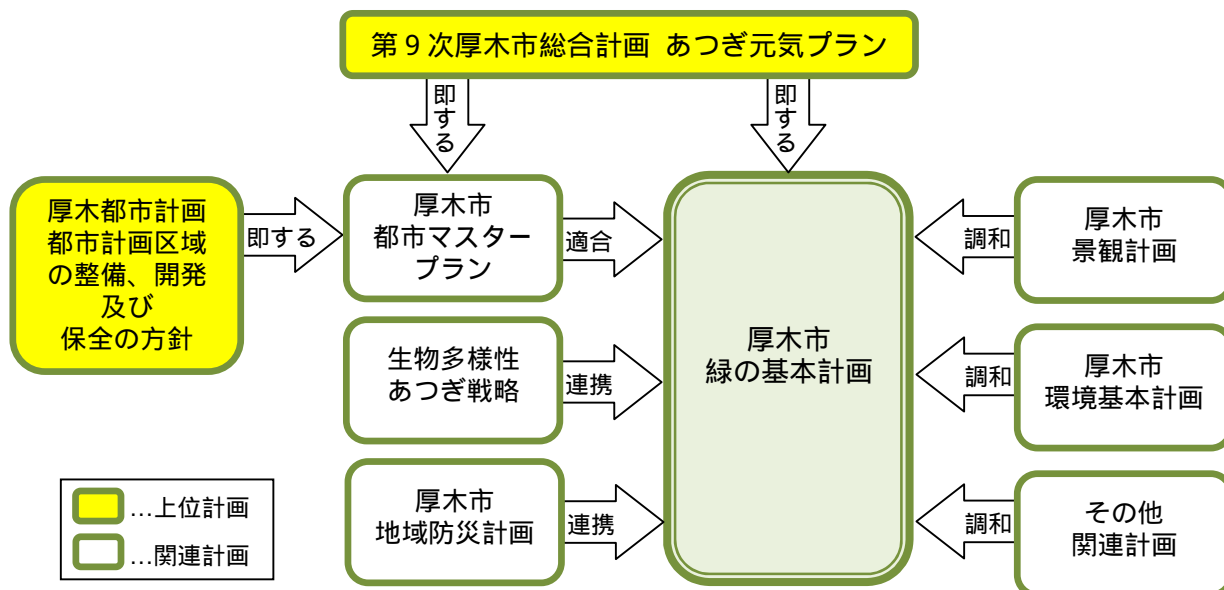 第9次厚木市総合計画 あつぎ元気プラン
即する
即する
厚木都市計画
都市計画区域
の整備、開発
及び
保全の方針
即する
厚木市
都市マスター
プラン
適合
生物多様性
あつぎ戦略
連携
厚木市
地域防災計画
連携
厚木市
緑の基本計画
調和
厚木市
景観計画
調和
厚木市
環境基本計画
調和
その他
関連計画
…上位計画
…関連計画